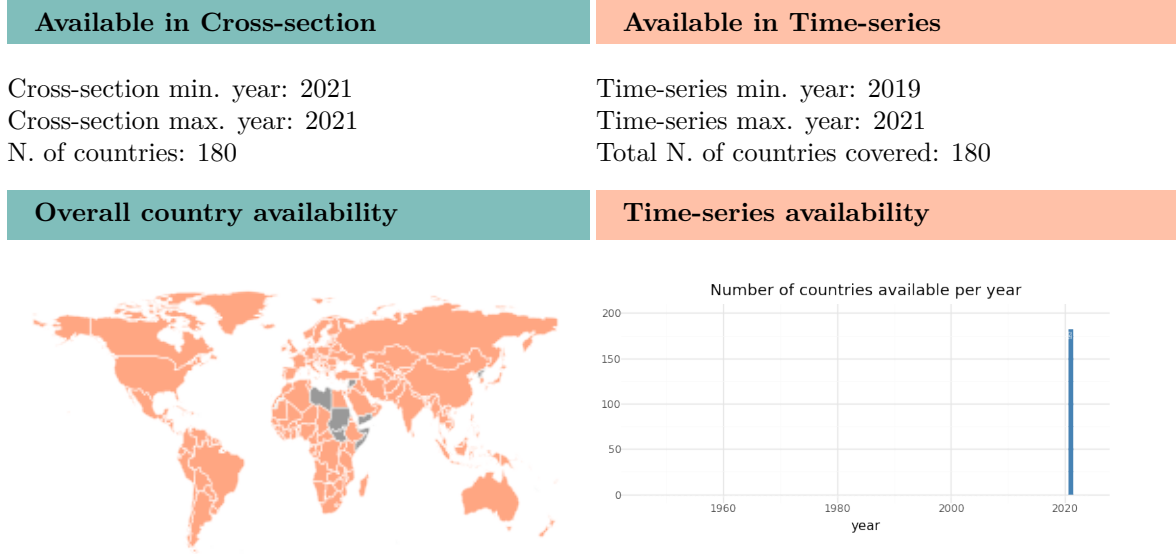 Available in Cross-section
Available in Time-series
Cross-section min. year: 2021
Cross-section max. year: 2021
N. of countries: 180
Time-series min. year: 2019
Time-series max. year: 2021
Total N. of countries covered: 180
Overall country availability
Time-series availability
Number of countries available per year
200
150
100
50
0
1960 1980 2000 2020
year